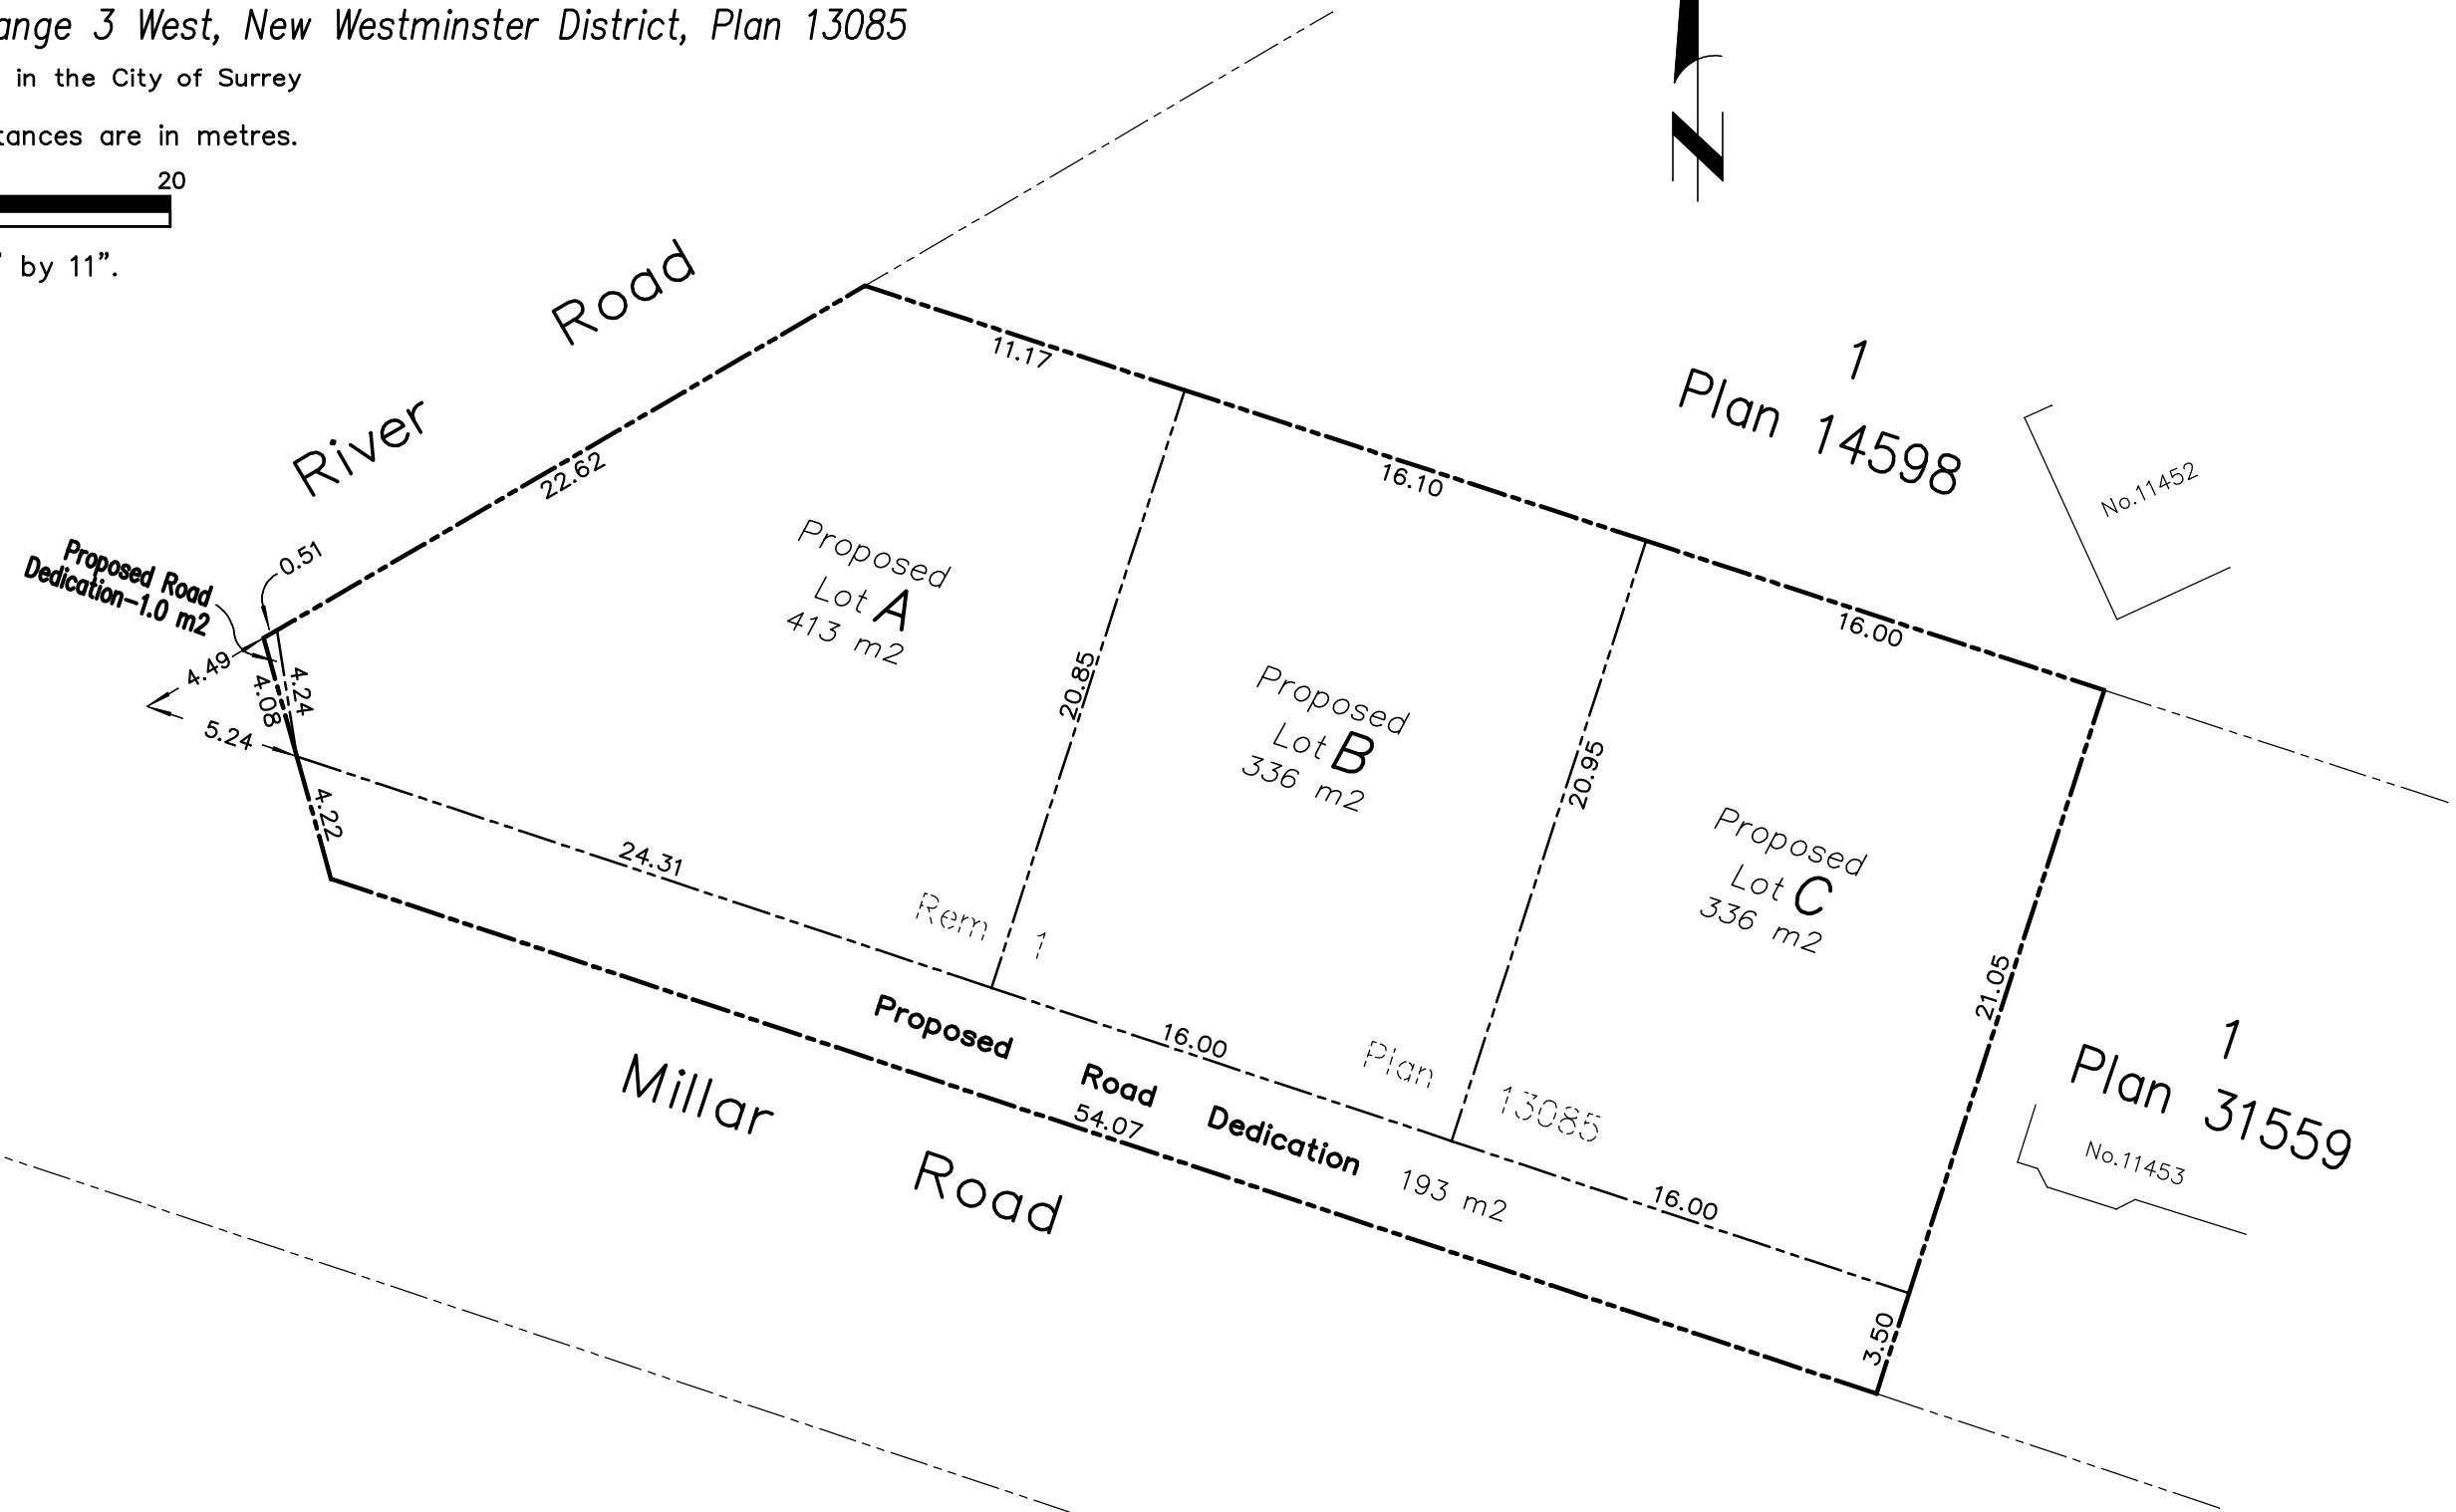 ange 3 West, New Westminster District, Plan 13085
in the City of Surrey
tances are in metres.
20
" by 11".
N
River Road
11.17
22.62
16.10
16.00
1
Plan 14598
No.11452
Proposed Road
Dedication-1.0 m2
0.51
4.49
4.08
4.24
5.24
4.22
Proposed
Lot A
413 m2
20.85
Proposed
Lot B
336 m2
20.95
Proposed
Lot C
336 m2
21.05
24.31
Rem 1
Plan 13085
16.00
16.00
Proposed Road Dedication 193 m2
54.07
3.50
Millar Road
1
Plan 31559
No.11453